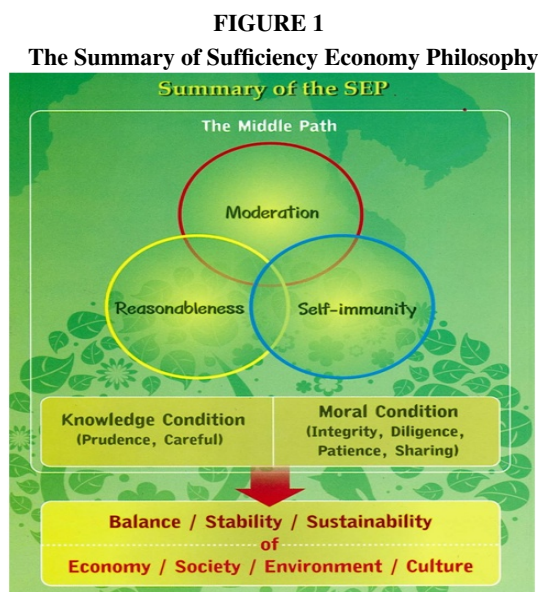 FIGURE 1
The Summary of Sufficiency Economy Philosophy
Summary of the SEP
The Middle Path
Moderation
Reasonableness
Self-immunity
Knowledge Condition
(Prudence, Careful)
Moral Condition
(Integrity, Diligence,
Patience, Sharing)
Balance / Stability / Sustainability
of
Economy / Society / Environment / Culture